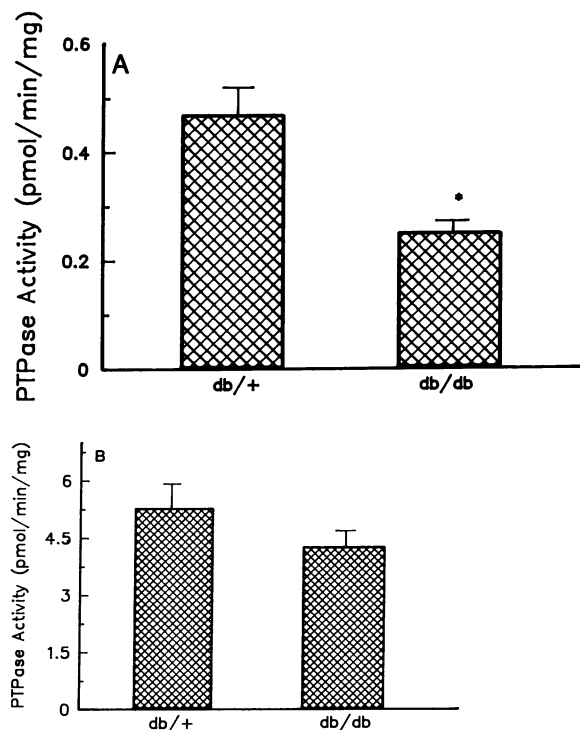 A
PTPase Activity (pmol/min/mg)
0.6
0.4
0.2
0
*
db/+ db/db
B
PTPase Activity (pmol/min/mg)
6
4.5
3
1.5
0
db/+ db/db